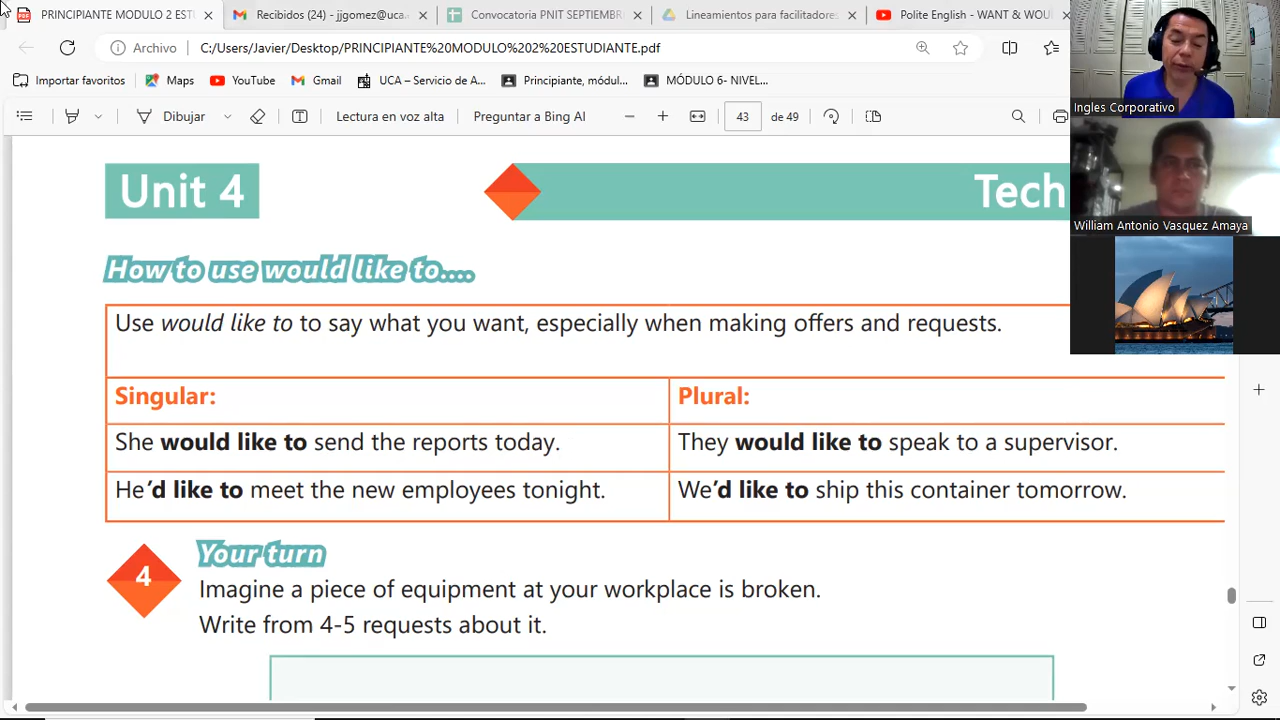 PRINCIPIANTE MODULO 2 EST
Recibidos (24) - jjgomez@uca
Convocatoria PNIT SEPTIEMBR
Lineamientos para facilitadores
Polite English - WANT & WOU
Archivo
C:/Users/Javier/Desktop/PRINCIPIANTE%20MODULO%202%20ESTUDIANTE.pdf
Importar favoritos
Maps
YouTube
Gmail
UCA – Servicio de A...
Principiante, módul...
MÓDULO 6- NIVEL...
Dibujar
Lectura en voz alta
Preguntar a Bing AI
43
de 49
Ingles Corporativo
William Antonio Vasquez Amaya
Unit 4
Tech
How to use would like to....
Use would like to to say what you want, especially when making offers and requests.
Singular:
Plural:
She would like to send the reports today.
They would like to speak to a supervisor.
He'd like to meet the new employees tonight.
We'd like to ship this container tomorrow.
4
Your turn
Imagine a piece of equipment at your workplace is broken.
Write from 4-5 requests about it.